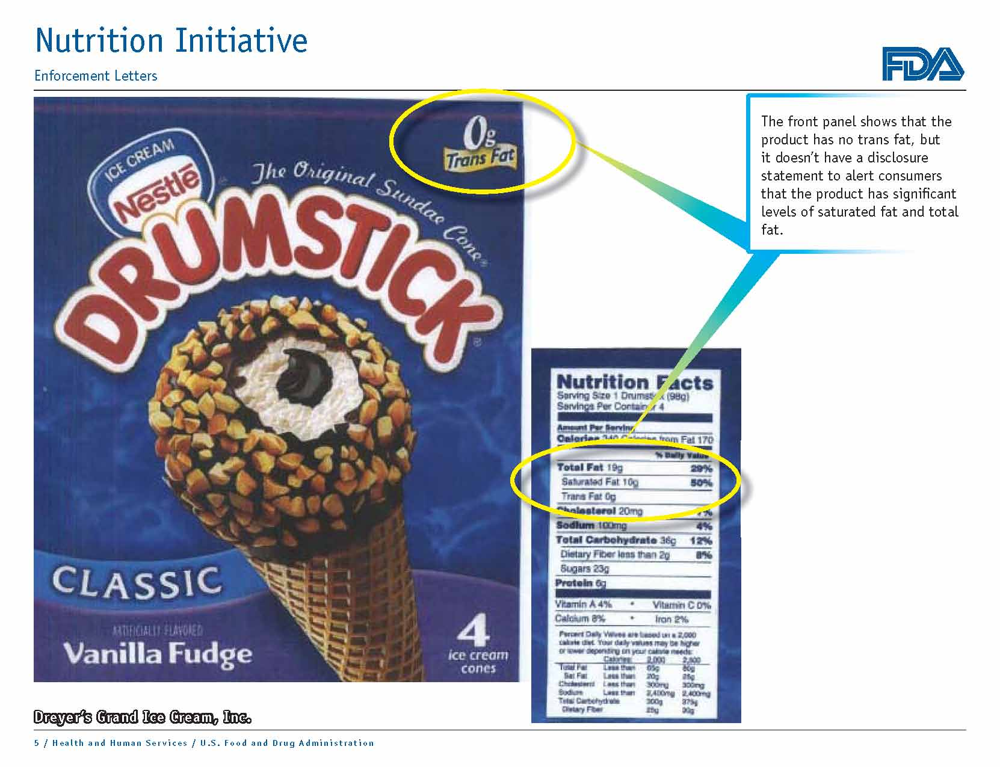 Nutrition Initiative
Enforcement Letters
FDA
The front panel shows that the
product has no trans fat, but
it doesn't have a disclosure
statement to alert consumers
that the product has significant
levels of saturated fat and total
fat.
0g
Trans Fat
ICE CREAM
Nestlé
The Original Sundae Cone®
DRUMSTICK®
CLASSIC
ARTIFICIALLY FLAVORED
Vanilla Fudge
4
ice cream
cones
Nutrition Facts
Serving Size 1 Drumstick (98g)
Servings Per Container 4
Amount Per Serving
Calories 340 Calories from Fat 170
% Daily Value
Total Fat 19g 29%
Saturated Fat 10g 50%
Trans Fat 0g
Cholesterol 20mg 7%
Sodium 100mg 4%
Total Carbohydrate 36g 12%
Dietary Fiber less than 2g 8%
Sugars 23g
Protein 6g
Vitamin A 4% • Vitamin C 0%
Calcium 8% • Iron 2%
Percent Daily Values are based on a 2,000
calorie diet. Your daily values may be higher
or lower depending on your calorie needs:
Calories: 2,000 2,500
Total Fat Less than 65g 80g
Sat Fat Less than 20g 25g
Cholesterol Less than 300mg 300mg
Sodium Less than 2,400mg 2,400mg
Total Carbohydrate 300g 375g
Dietary Fiber 25g 30g
Dreyer's Grand Ice Cream, Inc.
5 / Health and Human Services / U.S. Food and Drug Administration